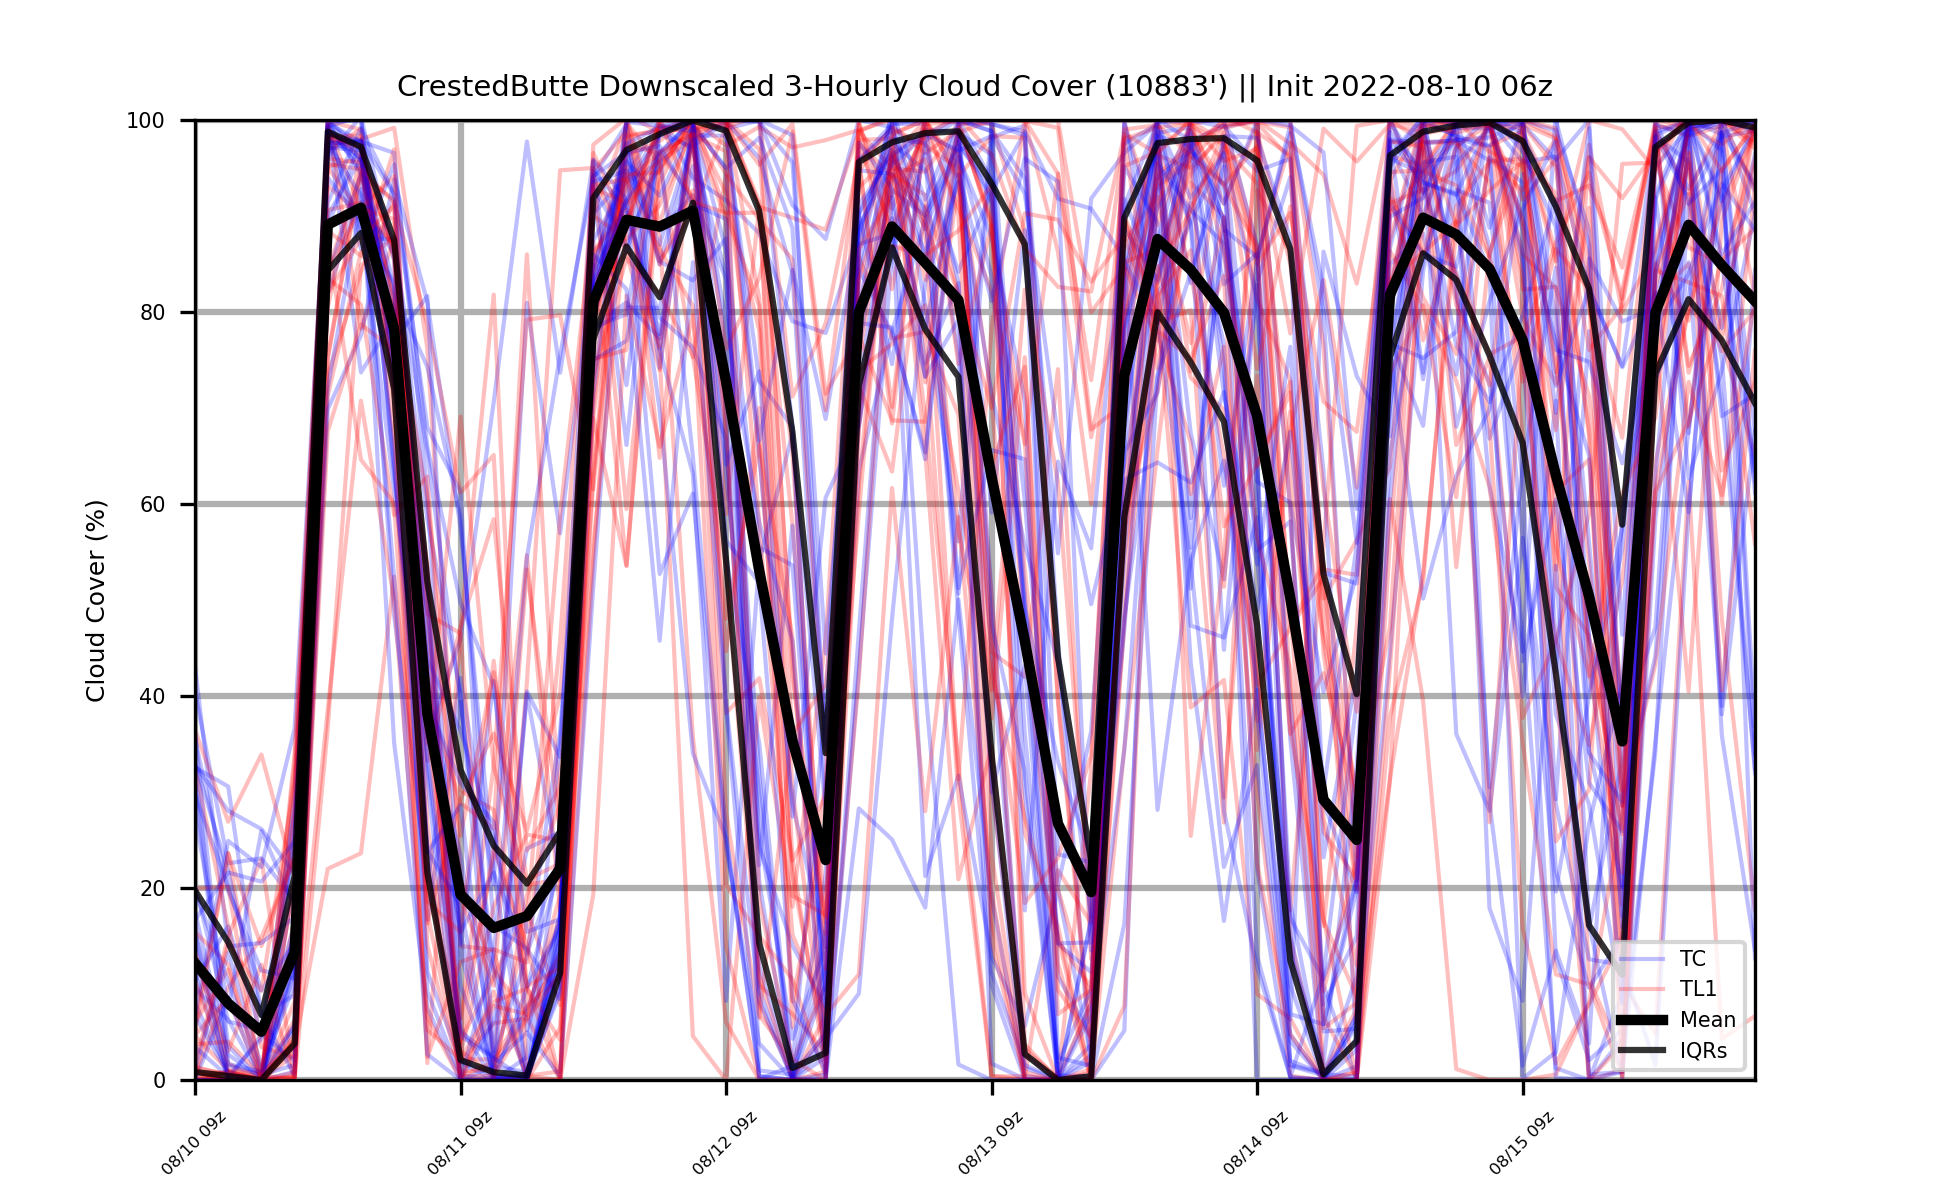 CrestedButte Downscaled 3-Hourly Cloud Cover (10883') || Init 2022-08-10 06z
100
80
60
40
20
0
Cloud Cover (%)
TC
TL1
Mean
IQRs
08/10 09z
08/11 09z
08/12 09z
08/13 09z
08/14 09z
08/15 09z